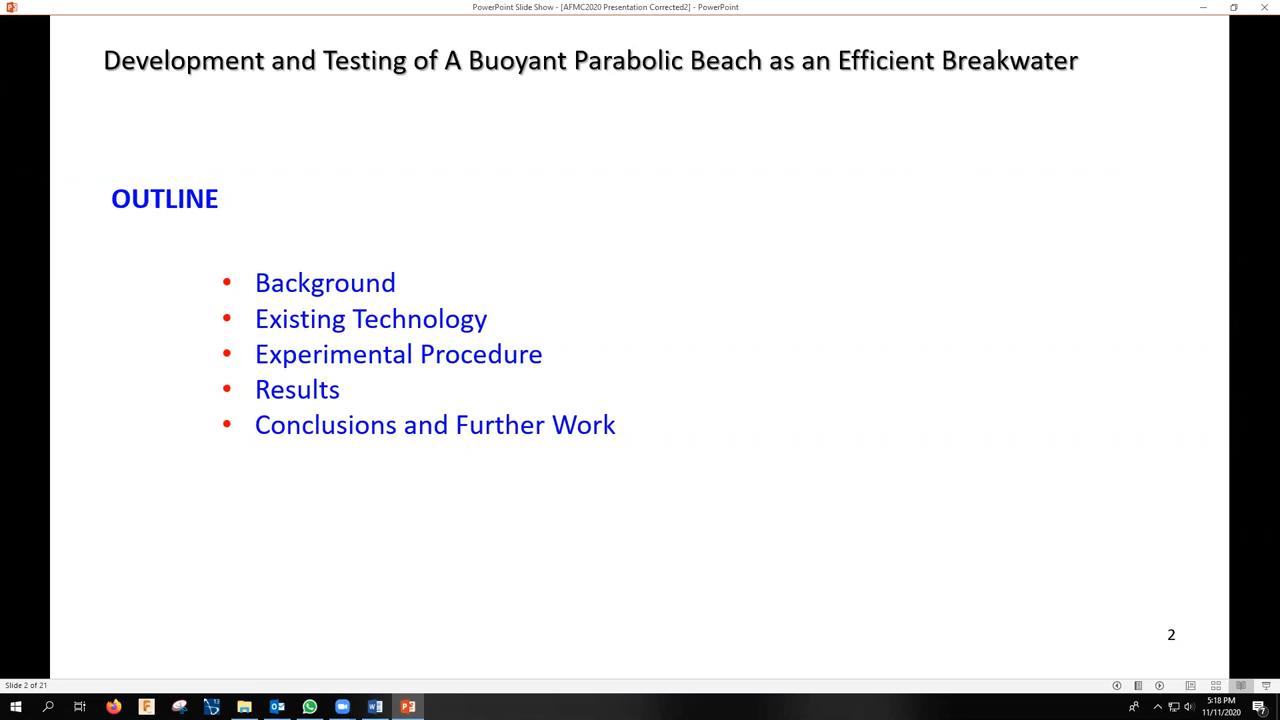 PowerPoint Slide Show - [AFMC2020 Presentation Corrected2] - PowerPoint
Development and Testing of A Buoyant Parabolic Beach as an Efficient Breakwater
OUTLINE
• Background
• Existing Technology
• Experimental Procedure
• Results
• Conclusions and Further Work
2
Slide 2 of 21
5:18 PM
11/11/2020